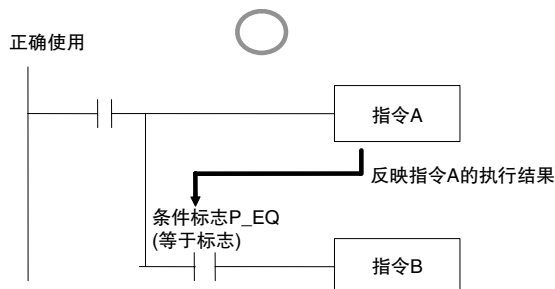 正确使用
指令A
反映指令A的执行结果
条件标志P_EQ
(等于标志)
指令B